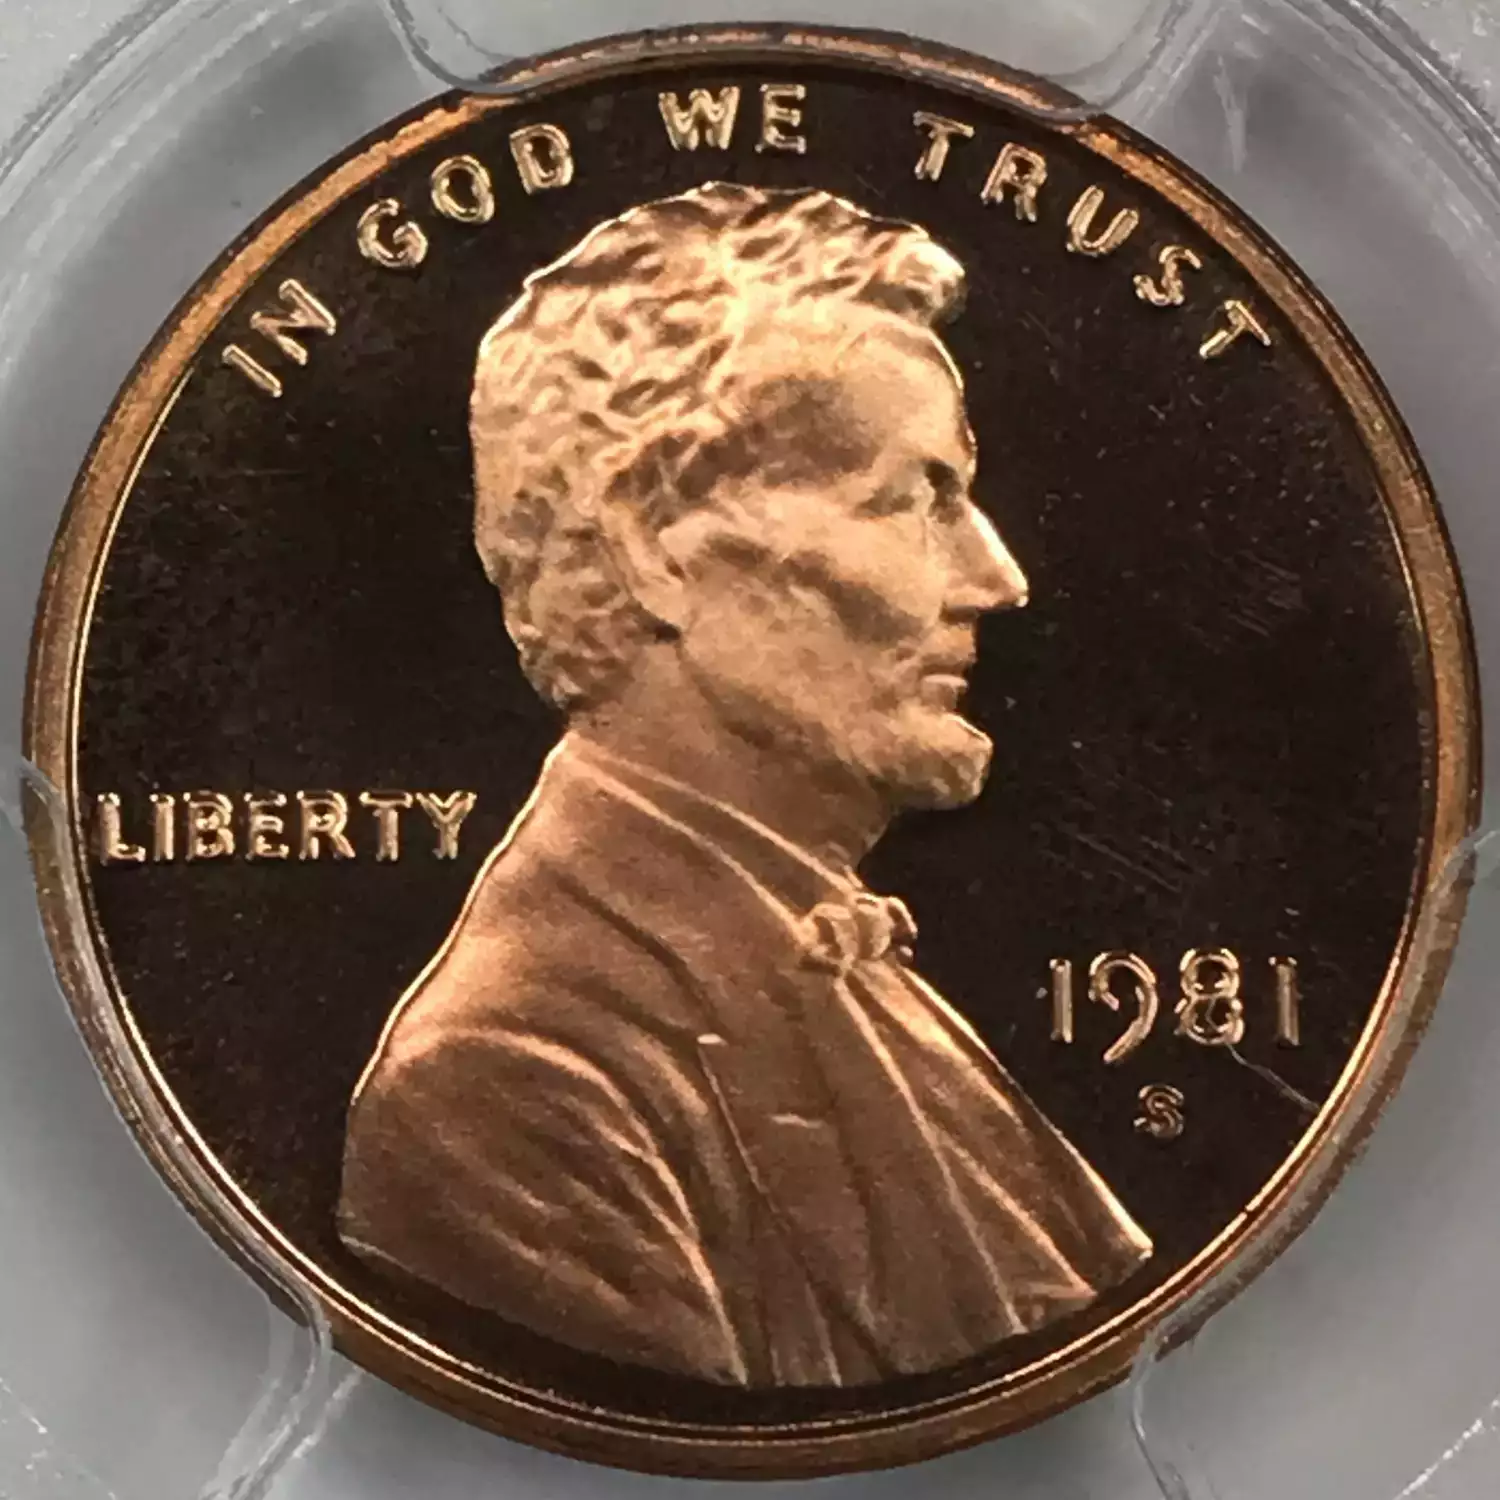 IN GOD WE TRUST
LIBERTY
1981
S